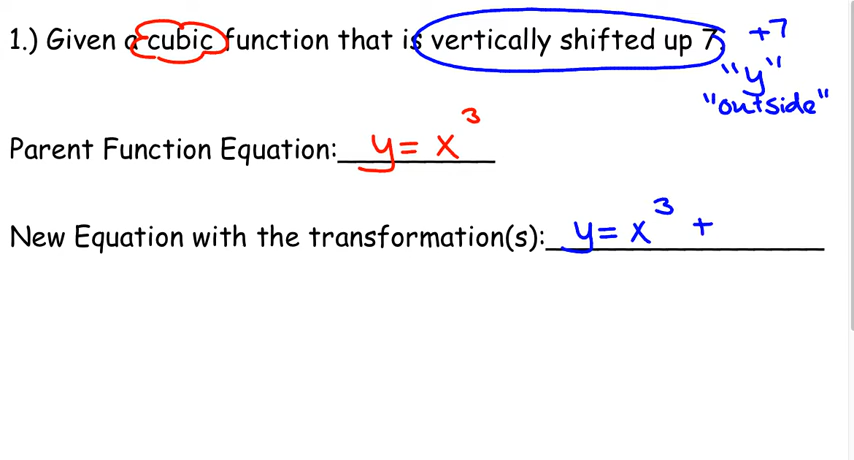 1.) Given a cubic function that is vertically shifted up 7. +7
"y"
"outside"
Parent Function Equation: y = x³
New Equation with the transformation(s): y = x³ +